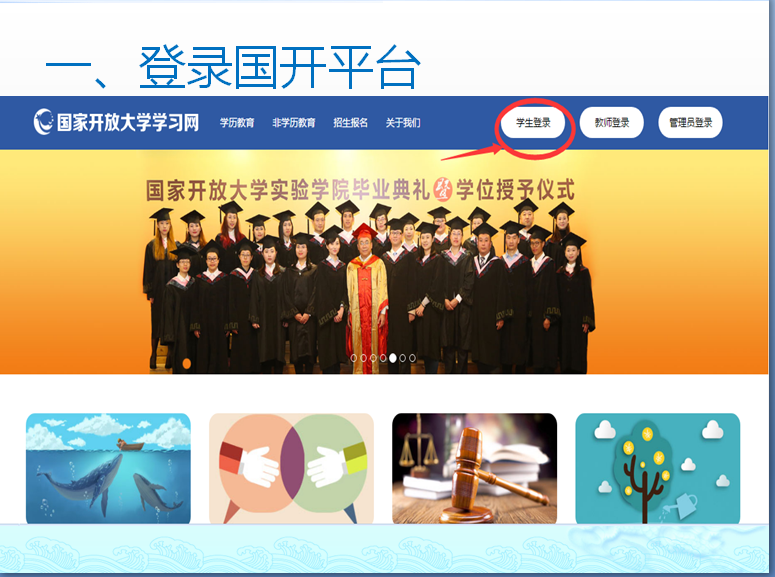 一、登录国开平台
国家开放大学学习网 学历教育 非学历教育 招生报名 关于我们 学生登录 教师登录 管理员登录
国家开放大学实验学院毕业典礼暨学位授予仪式